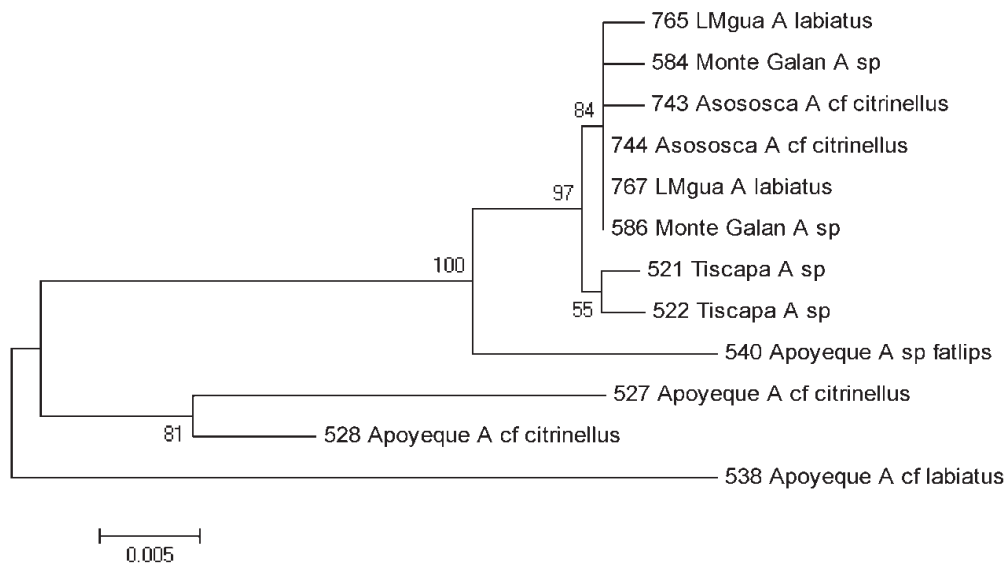 765 LMgua A labiatus
584 Monte Galan A sp
84
743 Asososca A cf citrinellus
744 Asososca A cf citrinellus
97
767 LMgua A labiatus
586 Monte Galan A sp
100
521 Tiscapa A sp
55
522 Tiscapa A sp
540 Apoyeque A sp fatlips
527 Apoyeque A cf citrinellus
81
528 Apoyeque A cf citrinellus
538 Apoyeque A cf labiatus
0.005